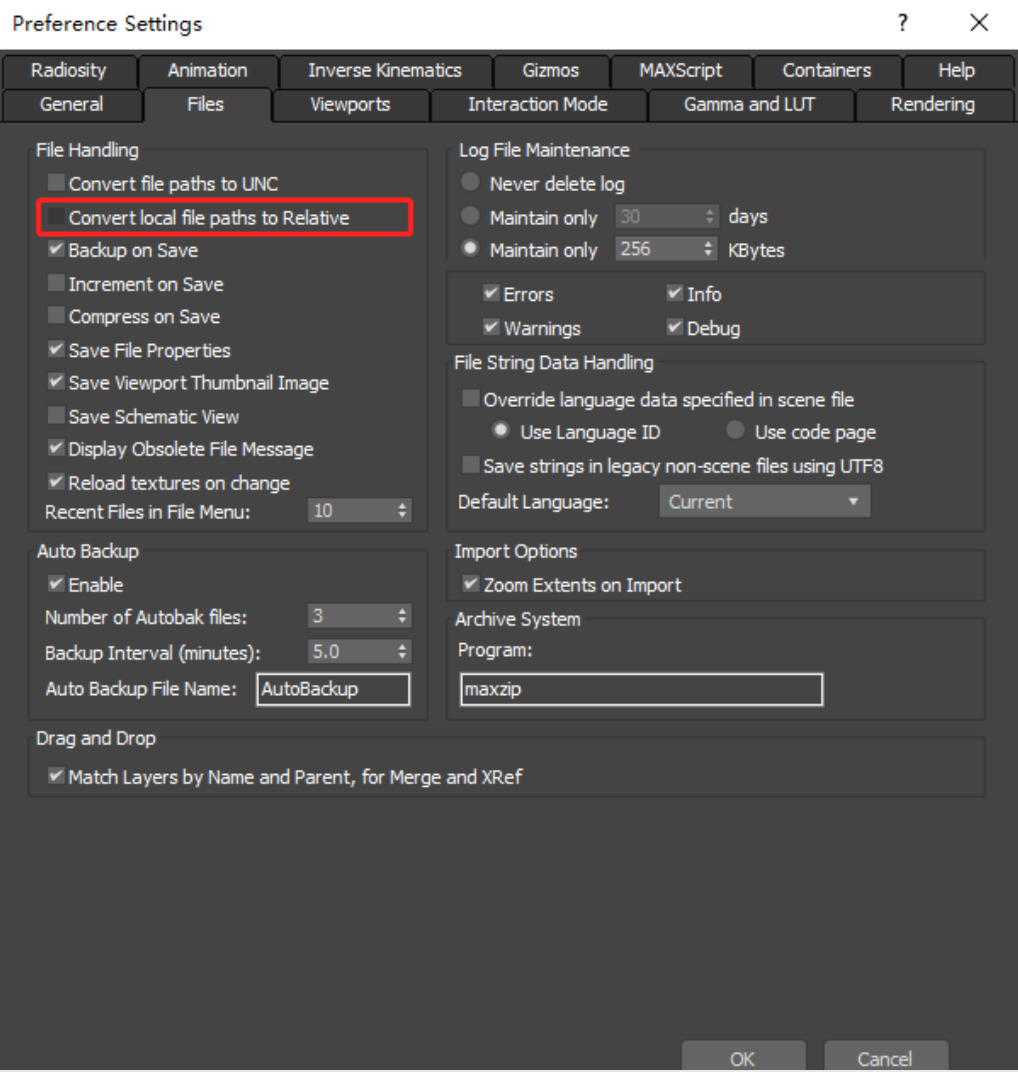 Preference Settings
?
Radiosity Animation Inverse Kinematics Gizmos MAXScript Containers Help
General Files Viewports Interaction Mode Gamma and LUT Rendering
File Handling
Convert file paths to UNC
Convert local file paths to Relative
Backup on Save
Increment on Save
Compress on Save
Save File Properties
Save Viewport Thumbnail Image
Save Schematic View
Display Obsolete File Message
Reload textures on change
Recent Files in File Menu: 10
Log File Maintenance
Never delete log
Maintain only 30 days
Maintain only 256 KBytes
Errors Info
Warnings Debug
File String Data Handling
Override language data specified in scene file
Use Language ID Use code page
Save strings in legacy non-scene files using UTF8
Default Language: Current
Auto Backup
Enable
Number of Autobak files: 3
Backup Interval (minutes): 5.0
Auto Backup File Name: AutoBackup
Import Options
Zoom Extents on Import
Archive System
Program:
maxzip
Drag and Drop
Match Layers by Name and Parent, for Merge and XRef
OK Cancel